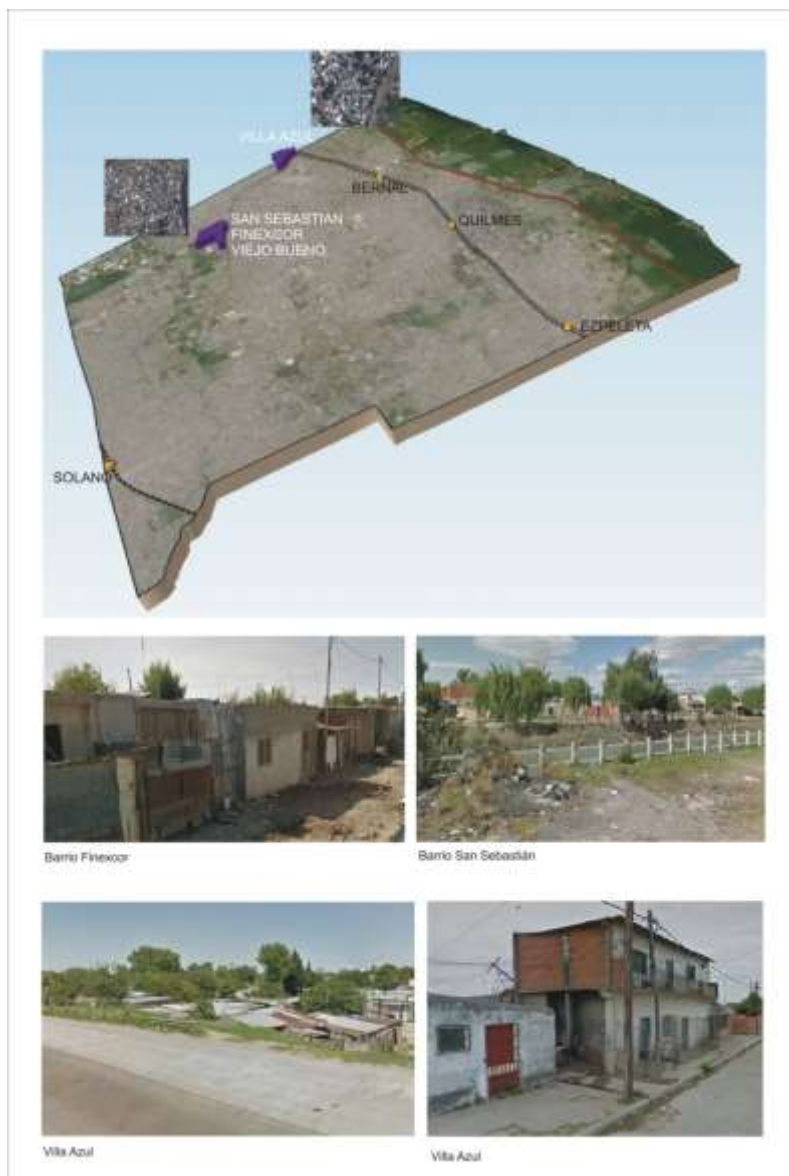 VILLA AZUL
BERNAL
SAN SEBASTIAN
FINEXCOR
VIEJO BUENO
QUILMES
EZPELETA
SOLANO
Barrio Finexcor
Barrio San Sebastián
Villa Azul
Villa Azul